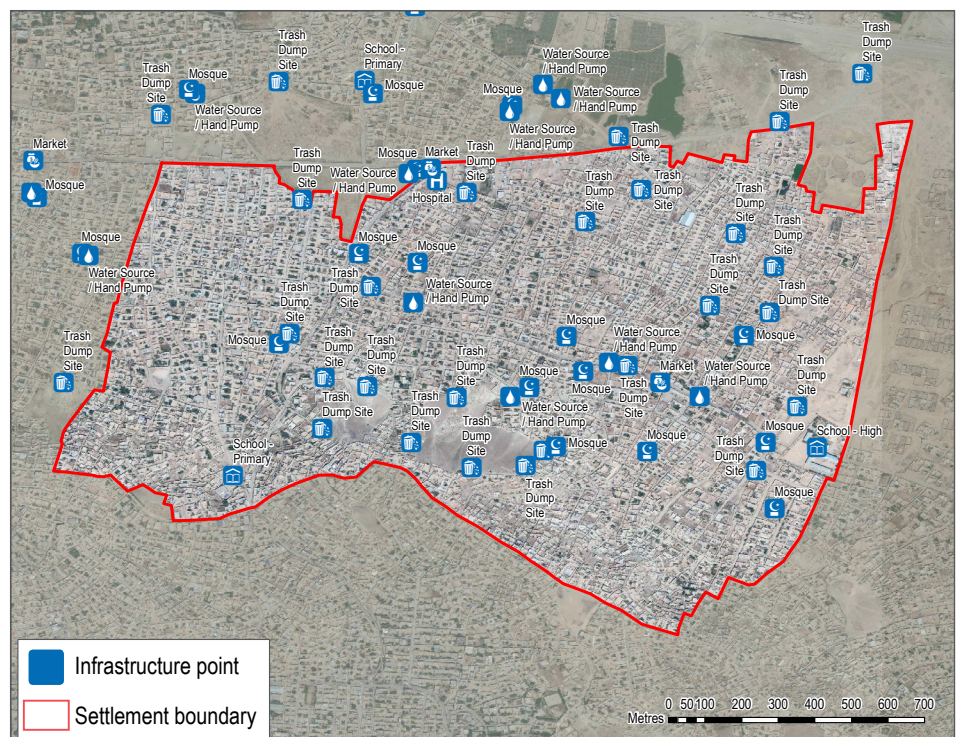 Trash
Dump
Site
School -
Primary
Mosque
Trash
Dump
Site
Mosque
Water Source
/ Hand Pump
Water Source
/ Hand Pump
Water Source
/ Hand Pump
Mosque
Water Source
/ Hand Pump
Trash
Dump
Site
Trash
Dump
Site
Trash
Dump
Site
Market
Mosque
Mosque
Water Source
/ Hand Pump
Trash
Dump
Site
Mosque
Market
Water Source
/ Hand Pump
Hospital
Trash
Dump
Site
Trash
Dump
Site
Trash
Dump
Site
Trash
Dump
Site
Trash
Dump
Site
Mosque
Mosque
Trash
Dump
Site
Water Source
/ Hand Pump
Trash
Dump
Site
Trash
Dump Site
Trash
Dump
Site
Mosque
Trash
Dump
Site
Trash
Dump
Site
Trash
Dump
Site
Trash
Dump Site
Trash
Dump
Site
Trash
Dump
Site
Trash
Dump
Site
Mosque
Water Source
/ Hand Pump
Mosque
Mosque
Water Source
/ Hand Pump
Trash
Dump
Site
Market
Water Source
/ Hand Pump
Mosque
Trash
Dump
Site
Mosque
School - High
Trash
Dump
Site
Mosque
Mosque
Trash
Dump
Site
Mosque
School -
Primary
Infrastructure point
Settlement boundary
Metres
0 50 100 200 300 400 500 600 700